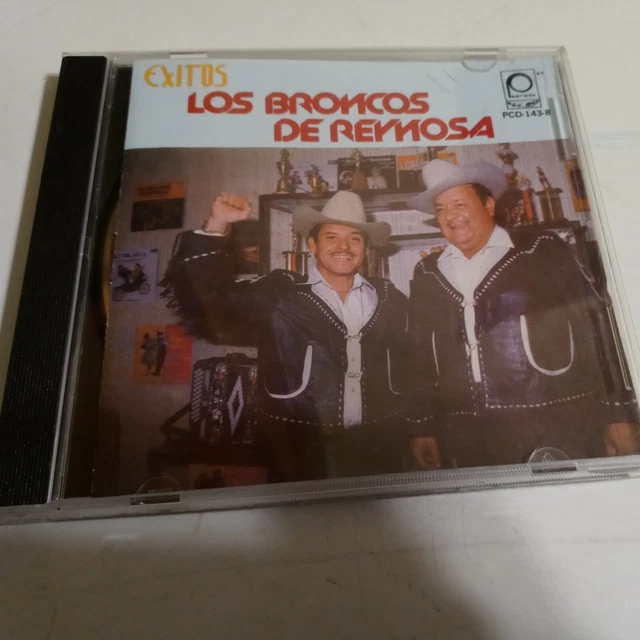 EXITOS
LOS BRONCOS
DE REYNOSA
PCD-143-8